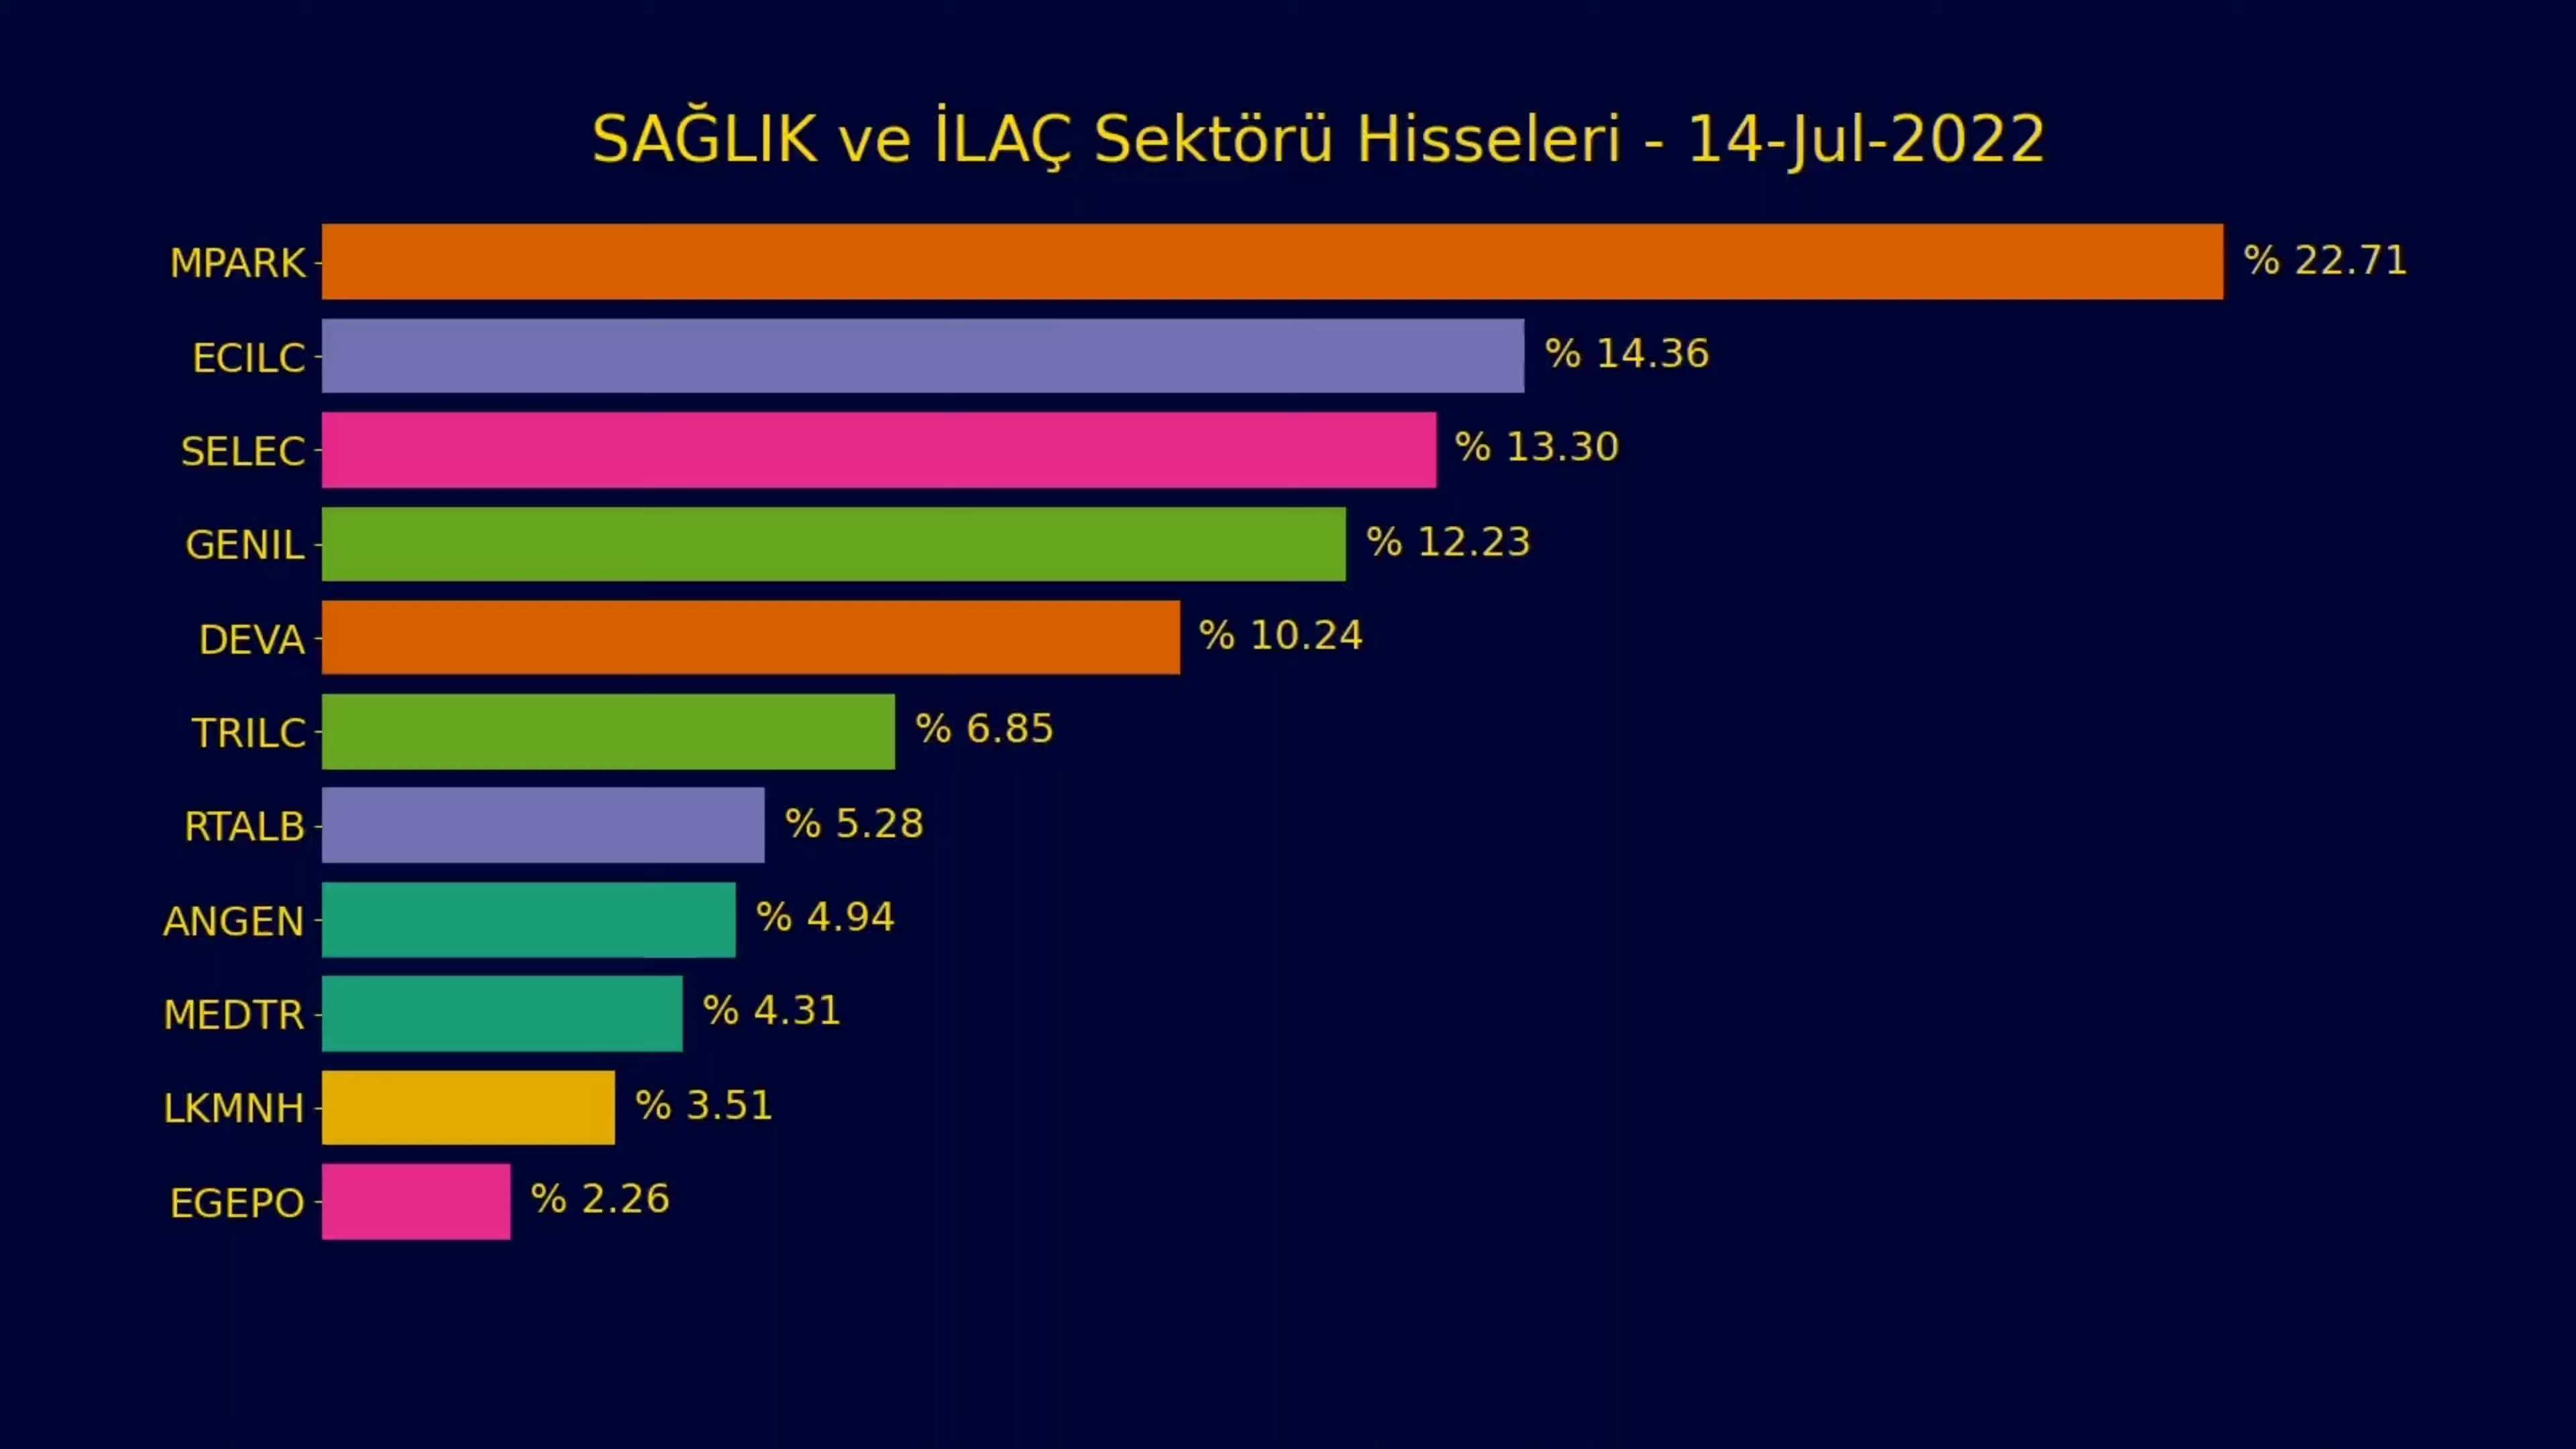 SAĞLIK ve İLAÇ Sektörü Hisseleri - 14-Jul-2022
MPARK % 22.71
ECILC % 14.36
SELEC % 13.30
GENIL % 12.23
DEVA % 10.24
TRILC % 6.85
RTALB % 5.28
ANGEN % 4.94
MEDTR % 4.31
LKMNH % 3.51
EGEPO % 2.26